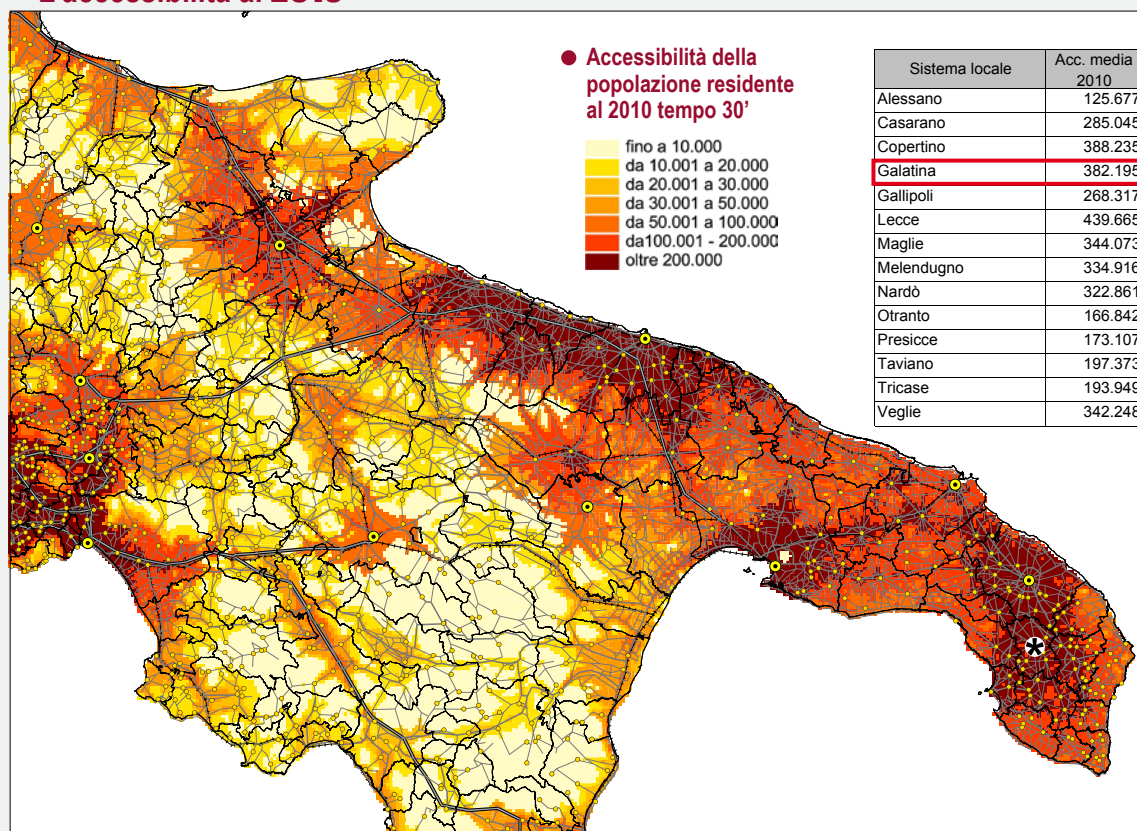 ● Accessibilità della
popolazione residente
al 2010 tempo 30’
fino a 10.000
da 10.001 a 20.000
da 20.001 a 30.000
da 30.001 a 50.000
da 50.001 a 100.000
da100.001 - 200.000
oltre 200.000
Sistema locale Acc. media
2010
Alessano 125.677
Casarano 285.045
Copertino 388.235
Galatina 382.195
Gallipoli 268.317
Lecce 439.665
Maglie 344.073
Melendugno 334.916
Nardò 322.861
Otranto 166.842
Presicce 173.107
Taviano 197.373
Tricase 193.949
Veglie 342.248
*